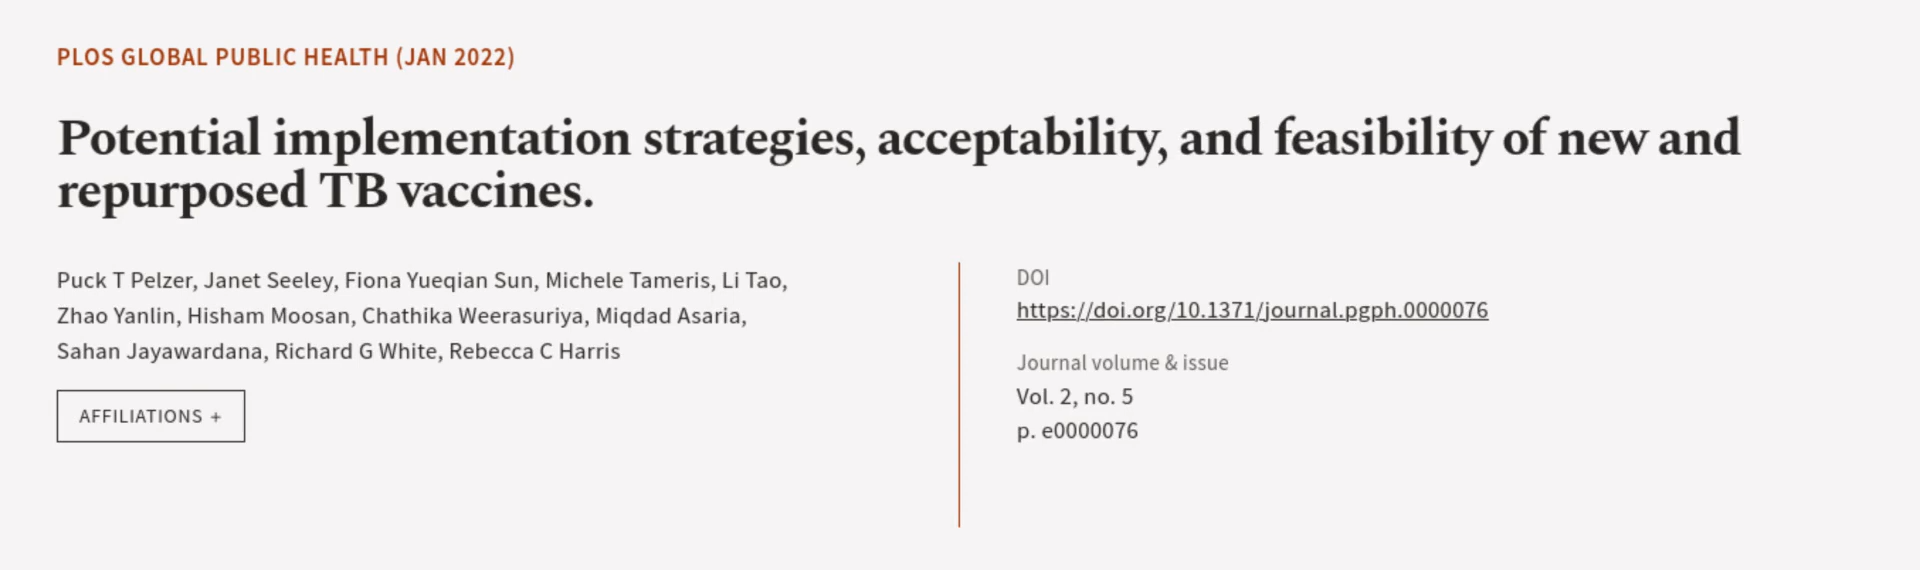 PLOS GLOBAL PUBLIC HEALTH (JAN 2022)
Potential implementation strategies, acceptability, and feasibility of new and
repurposed TB vaccines.
Puck T Pelzer, Janet Seeley, Fiona Yueqian Sun, Michele Tameris, Li Tao,
Zhao Yanlin, Hisham Moosan, Chathika Weerasuriya, Miqdad Asaria,
Sahan Jayawardana, Richard G White, Rebecca C Harris
AFFILIATIONS +
DOI
https://doi.org/10.1371/journal.pgph.0000076
Journal volume & issue
Vol. 2, no. 5
p. e0000076